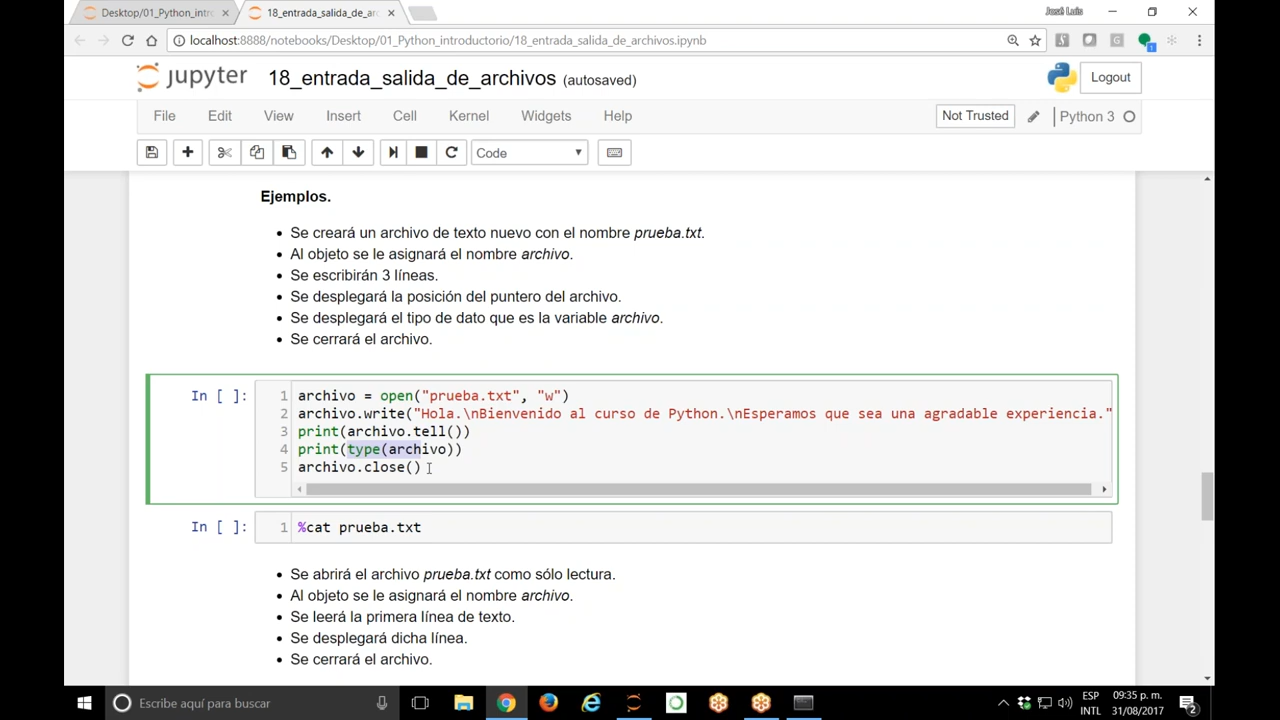 Desktop/01_Python_intro
18_entrada_salida_de_arc
José Luis
localhost:8888/notebooks/Desktop/01_Python_introductorio/18_entrada_salida_de_archivos.ipynb
jupyter 18_entrada_salida_de_archivos (autosaved)
Logout
File Edit View Insert Cell Kernel Widgets Help
Not Trusted
Python 3
Code
Ejemplos.
• Se creará un archivo de texto nuevo con el nombre prueba.txt.
• Al objeto se le asignará el nombre archivo.
• Se escribirán 3 líneas.
• Se desplegará la posición del puntero del archivo.
• Se desplegará el tipo de dato que es la variable archivo.
• Se cerrará el archivo.
In [ ]:
1 archivo = open("prueba.txt", "w")
2 archivo.write("Hola.\nBienvenido al curso de Python.\nEsperamos que sea una agradable experiencia."
3 print(archivo.tell())
4 print(type(archivo))
5 archivo.close()
In [ ]:
1 %cat prueba.txt
• Se abrirá el archivo prueba.txt como sólo lectura.
• Al objeto se le asignará el nombre archivo.
• Se leerá la primera línea de texto.
• Se desplegará dicha línea.
• Se cerrará el archivo.
Escribe aquí para buscar
ESP
INTL
09:35 p. m.
31/08/2017
2